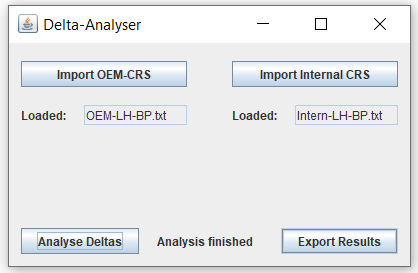 Delta-Analyser
Import OEM-CRS Import Internal CRS
Loaded: OEM-LH-BP.txt Loaded: Intern-LH-BP.txt
Analyse Deltas Analysis finished Export Results